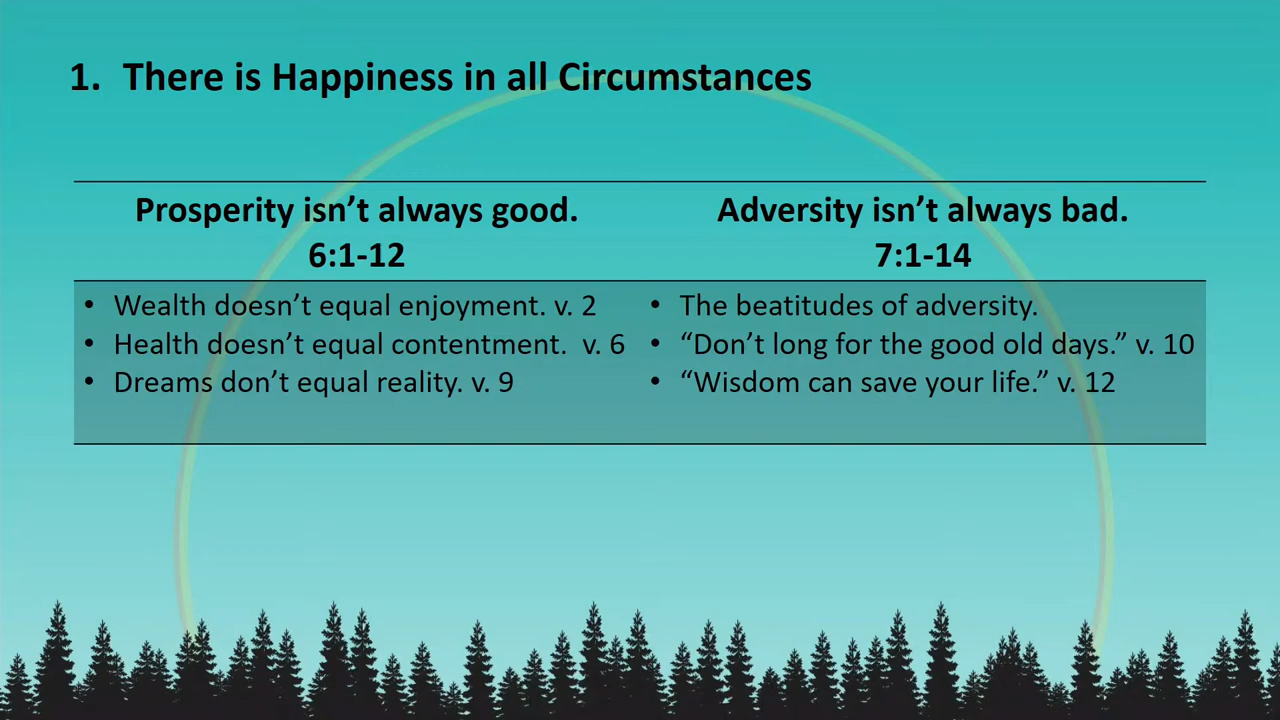 1. There is Happiness in all Circumstances
Prosperity isn’t always good.
6:1-12
Adversity isn’t always bad.
7:1-14
• Wealth doesn’t equal enjoyment. v. 2
• Health doesn’t equal contentment.  v. 6
• Dreams don’t equal reality. v. 9
• The beatitudes of adversity.
• “Don’t long for the good old days.” v. 10
• “Wisdom can save your life.” v. 12